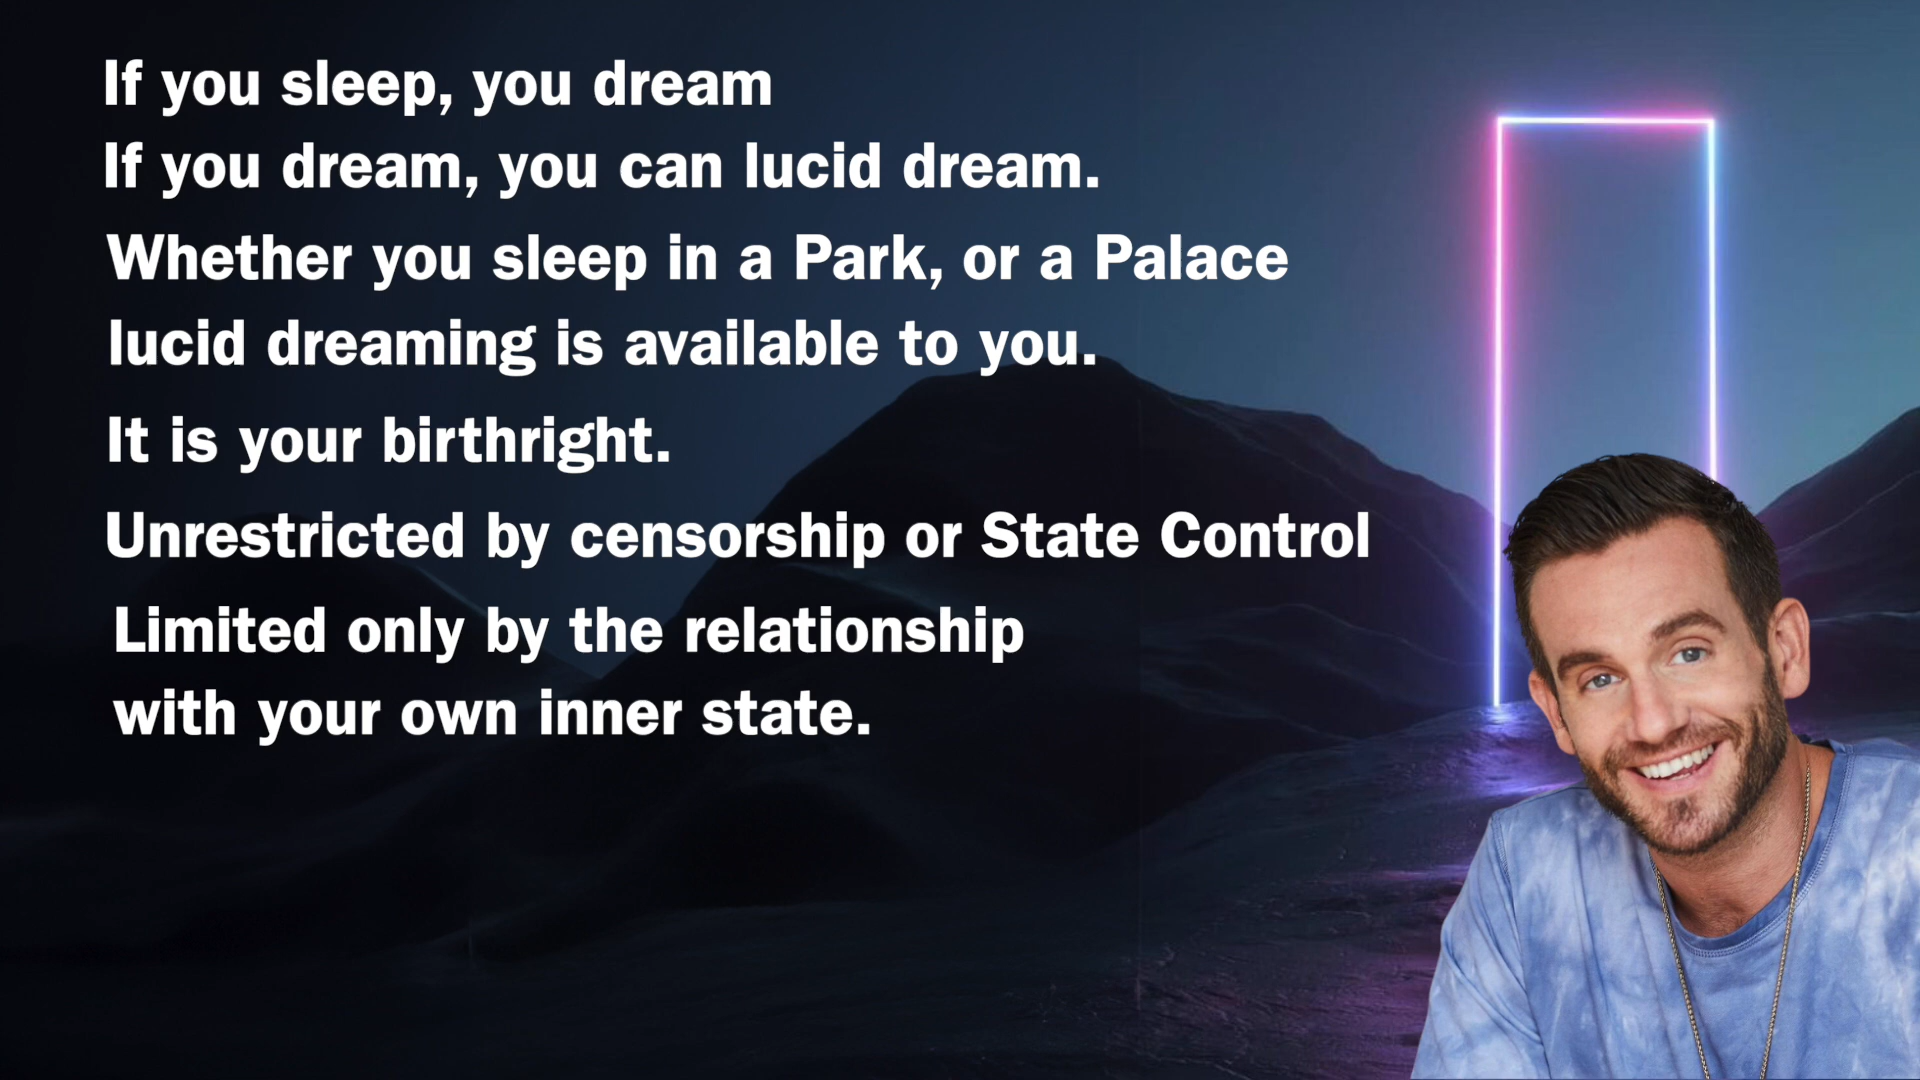 If you sleep, you dream
If you dream, you can lucid dream.
Whether you sleep in a Park, or a Palace
lucid dreaming is available to you.
It is your birthright.
Unrestricted by censorship or State Control
Limited only by the relationship
with your own inner state.